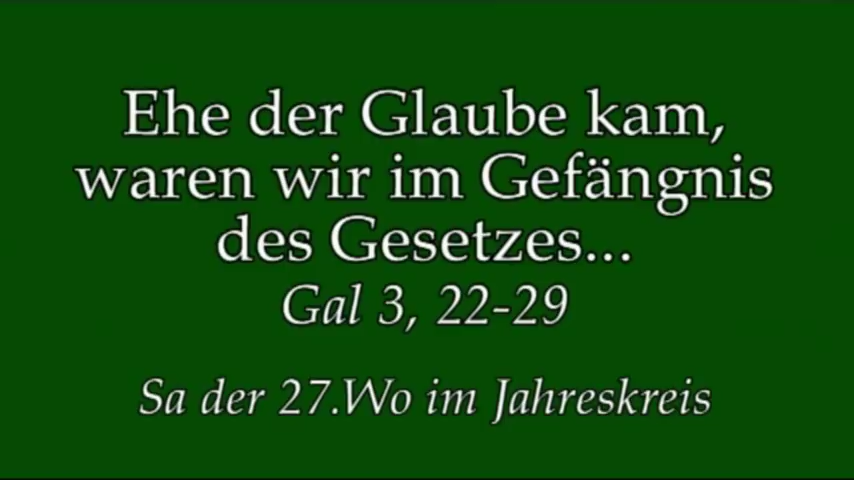 Ehe der Glaube kam,
waren wir im Gefängnis
des Gesetzes...
Gal 3, 22-29
Sa der 27.Wo im Jahreskreis